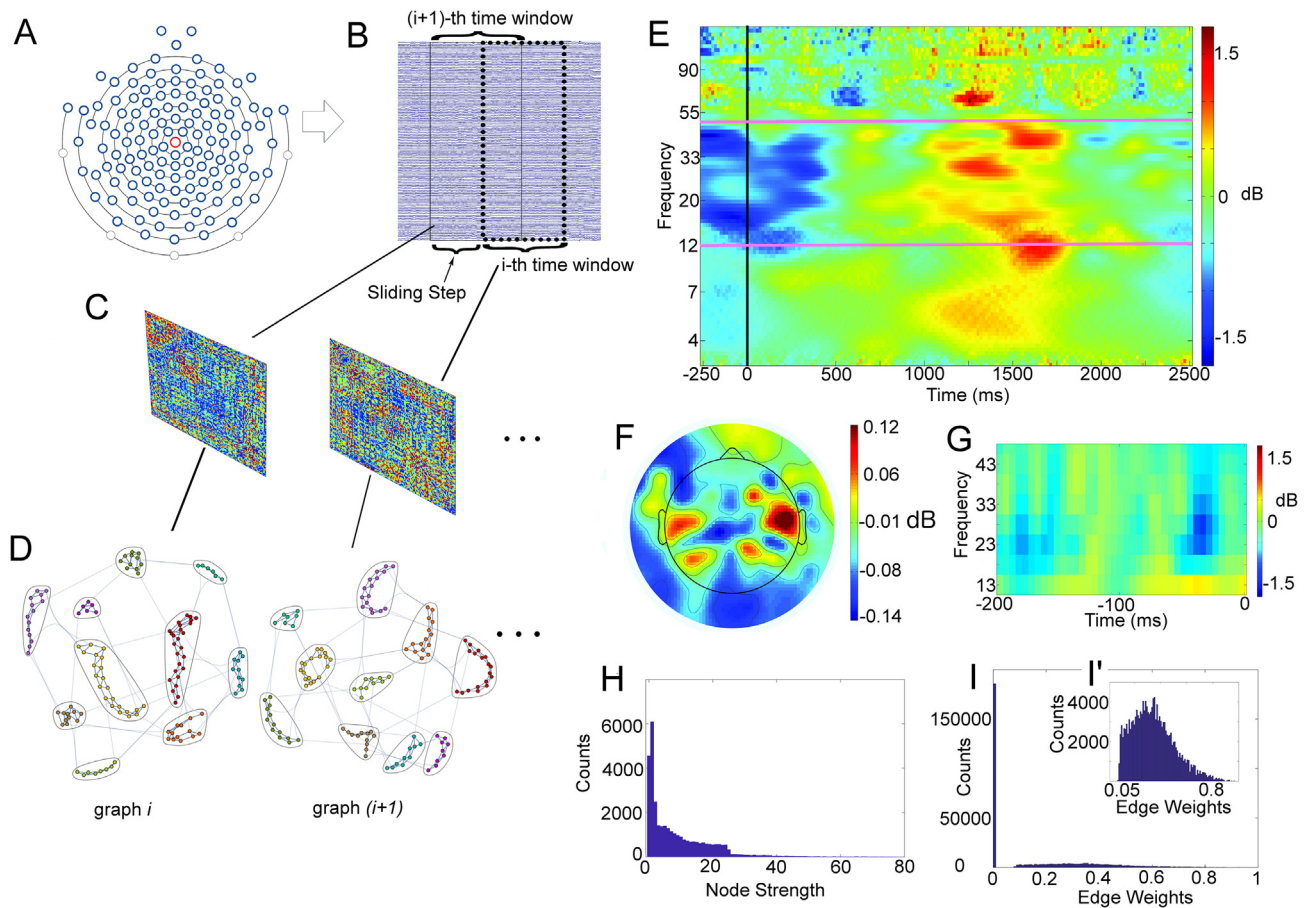 A
B
(i+1)-th time window
i-th time window
Sliding Step
C
• • •
D
• • •
graph i
graph (i+1)
E
Frequency
90
55
33
20
12
7
4
-250 0 500 1000 1500 2000 2500
Time (ms)
1.5
0
dB
-1.5
F
0.12
0.06
-0.01
dB
-0.08
-0.14
G
Frequency
43
33
23
13
-200 -100 0
Time (ms)
1.5
dB
0
-1.5
H
Counts
6000
4000
2000
0
0 20 40 60 80
Node Strength
I
Counts
150000
50000
0
0 0.2 0.4 0.6 0.8 1
Edge Weights
I'
Counts
4000
2000
0.05 0.8
Edge Weights